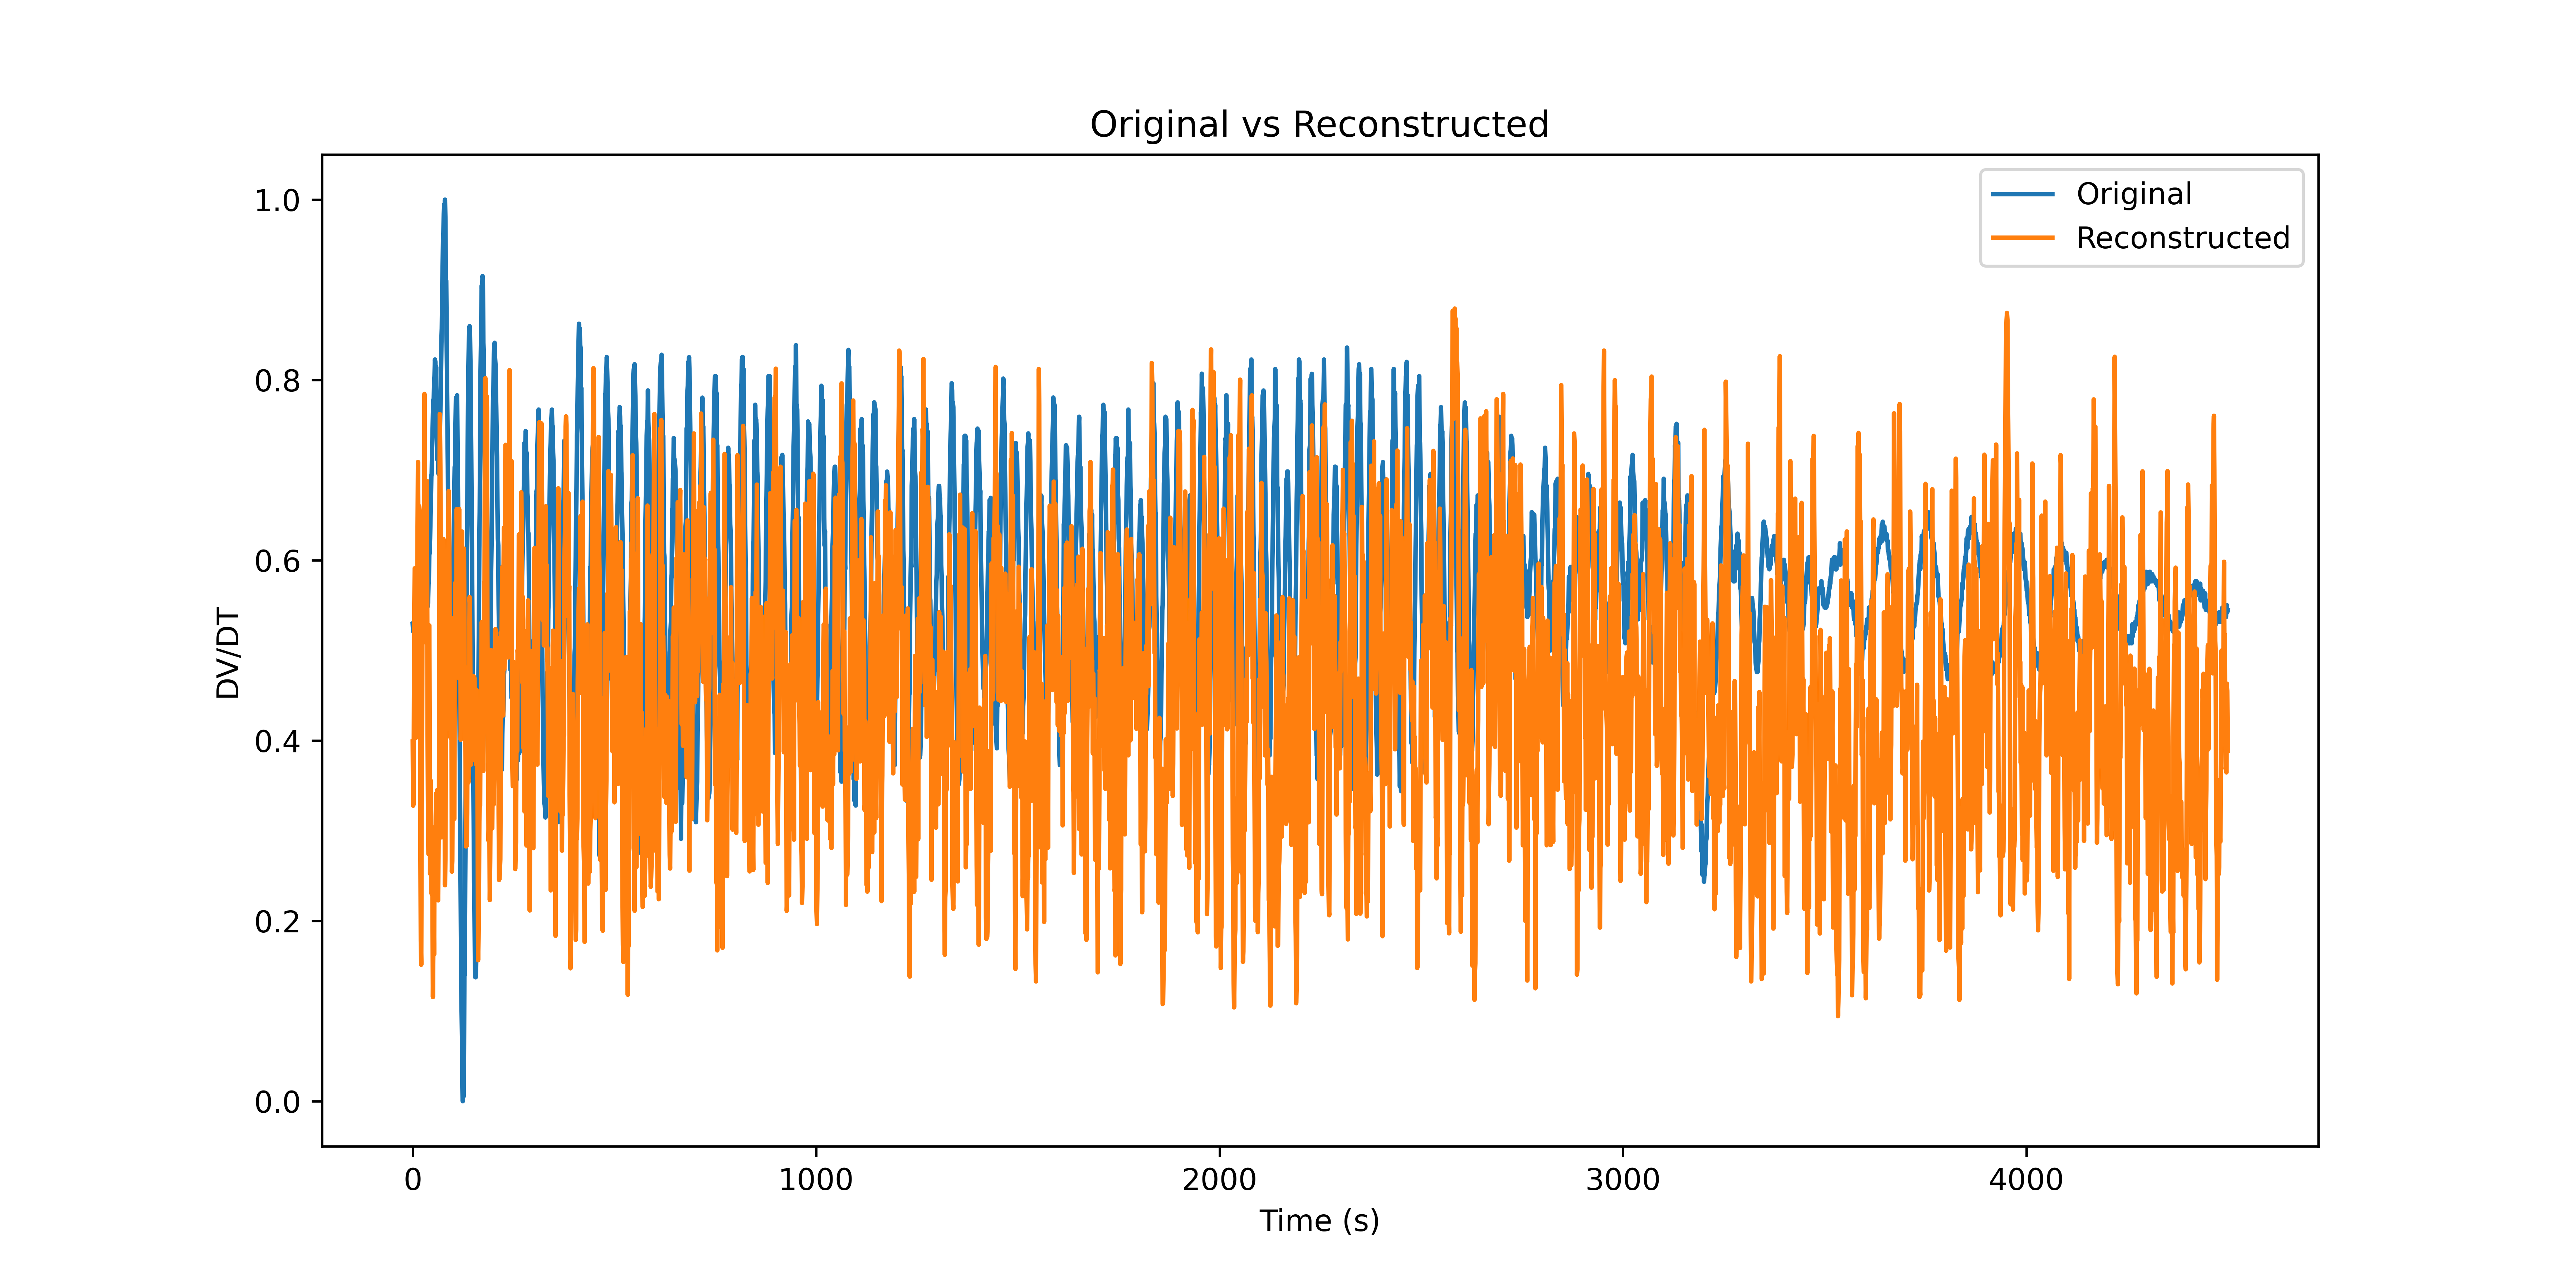 Original vs Reconstructed
Original
Reconstructed
1.0
0.8
0.6
0.4
0.2
0.0
DV/DT
0 1000 2000 3000 4000
Time (s)